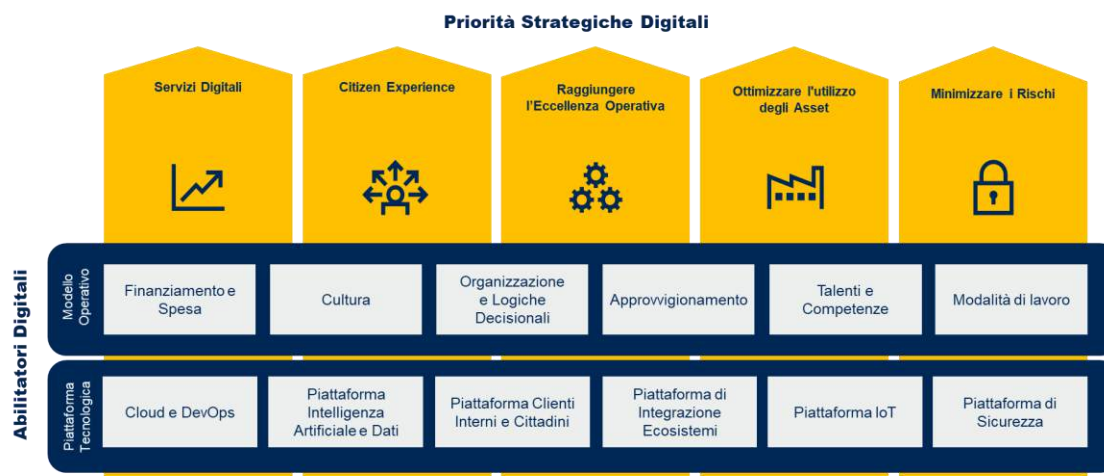 Priorità Strategiche Digitali
Servizi Digitali
Citizen Experience
Raggiungere
l'Eccellenza Operativa
Ottimizzare l'utilizzo
degli Asset
Minimizzare i Rischi
Abilitatori Digitali
Modello
Operativo
Finanziamento e
Spesa
Cultura
Organizzazione
e Logiche
Decisionali
Approvvigionamento
Talenti e
Competenze
Modalità di lavoro
Piattaforma
Tecnologica
Cloud e DevOps
Piattaforma
Intelligenza
Artificiale e Dati
Piattaforma Clienti
Interni e Cittadini
Piattaforma di
Integrazione
Ecosistemi
Piattaforma IoT
Piattaforma di
Sicurezza